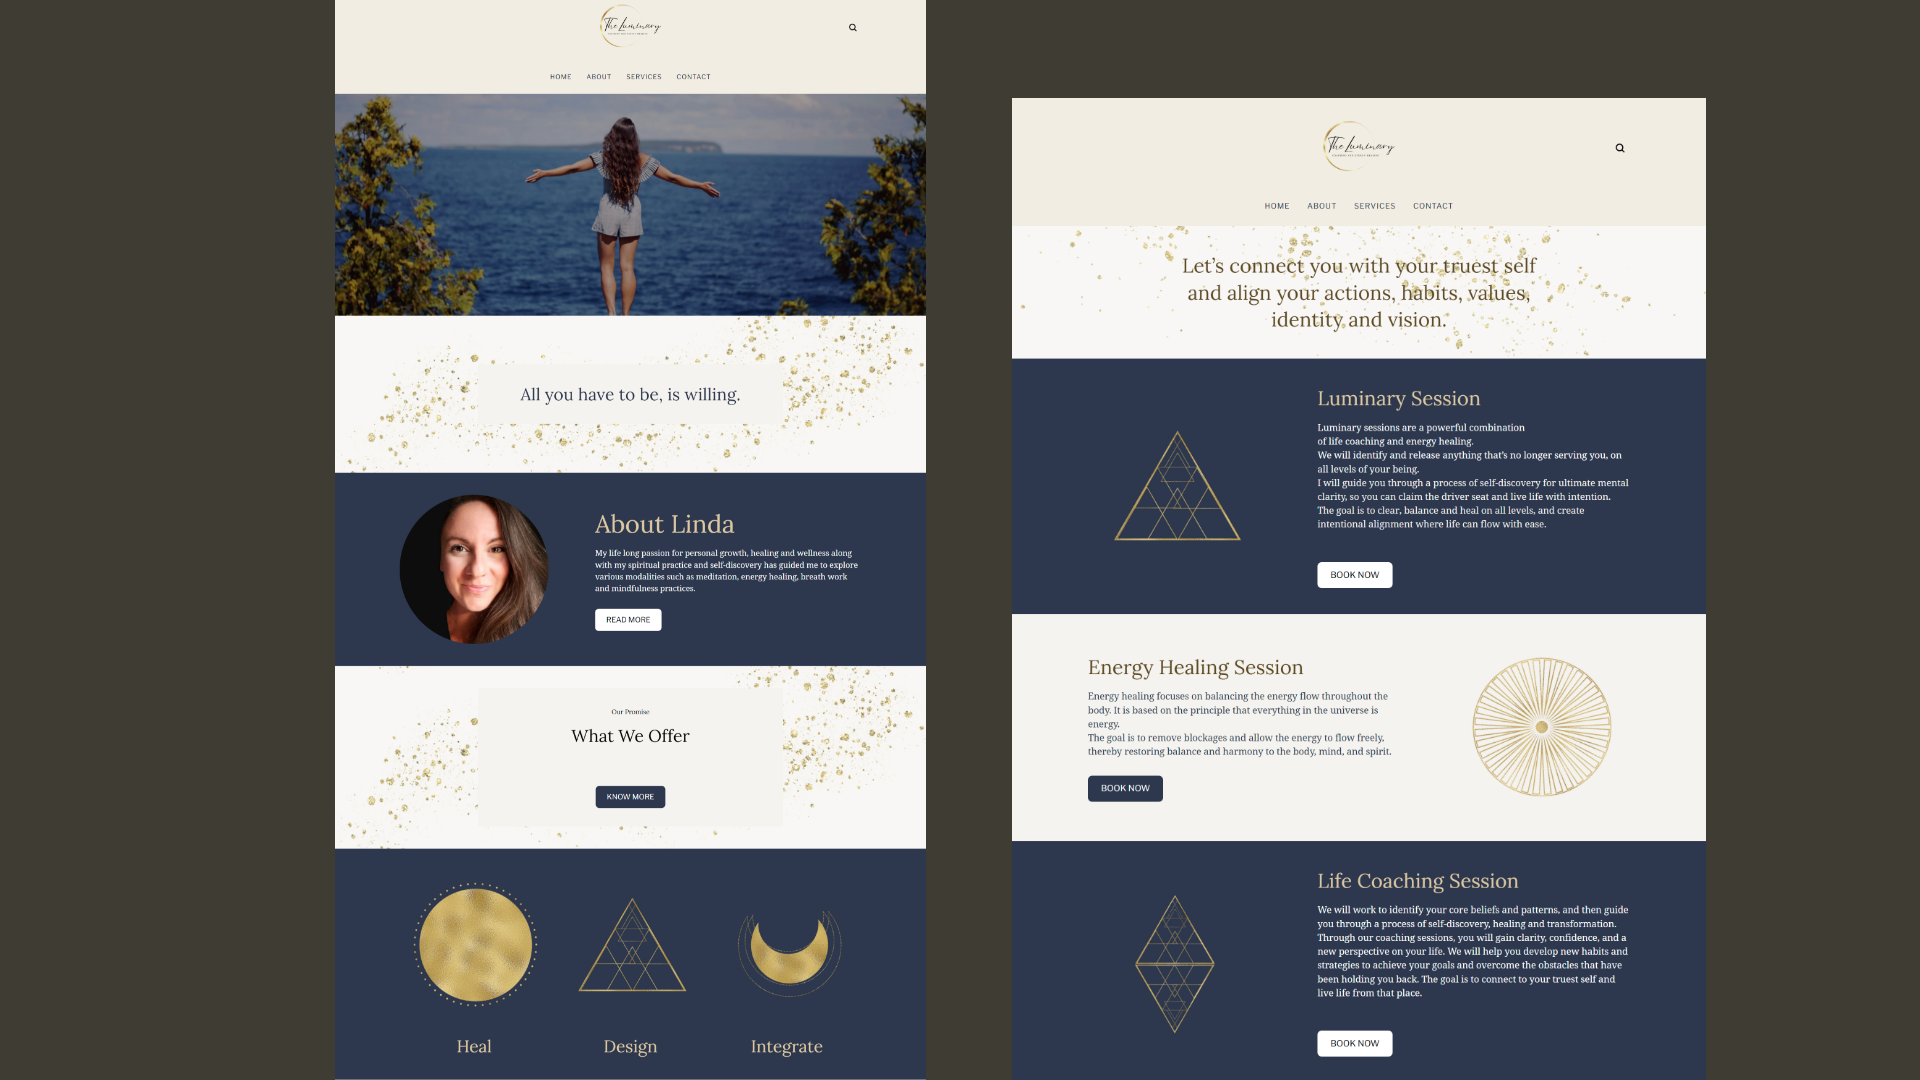 The Luminary
HOME ABOUT SERVICES CONTACT
All you have to be, is willing.
About Linda
My life long passion for personal growth, healing and wellness along
with my spiritual practice and self-discovery has guided me to explore
various modalities such as meditation, energy healing, breath work
and mindfulness practices.
READ MORE
Our Promise
What We Offer
KNOW MORE
Heal Design Integrate
The Luminary
HOME ABOUT SERVICES CONTACT
Let's connect you with your truest self
and align your actions, habits, values,
identity and vision.
Luminary Session
Luminary sessions are a powerful combination
of life coaching and energy healing.
We will identify and release anything that's no longer serving you, on
all levels of your being.
I will guide you through a process of self-discovery for ultimate mental
clarity, so you can claim the driver seat and live life with intention.
The goal is to clear, balance and heal on all levels, and create
intentional alignment where life can flow with ease.
BOOK NOW
Energy Healing Session
Energy healing focuses on balancing the energy flow throughout the
body. It is based on the principle that everything in the universe is
energy.
The goal is to remove blockages and allow the energy to flow freely,
thereby restoring balance and harmony to the body, mind, and spirit.
BOOK NOW
Life Coaching Session
We will work to identify your core beliefs and patterns, and then guide
you through a process of self-discovery, healing and transformation.
Through our coaching sessions, you will gain clarity, confidence, and a
new perspective on your life. We will help you develop new habits and
strategies to achieve your goals and overcome the obstacles that have
been holding you back. The goal is to connect to your truest self and
live life from that place.
BOOK NOW